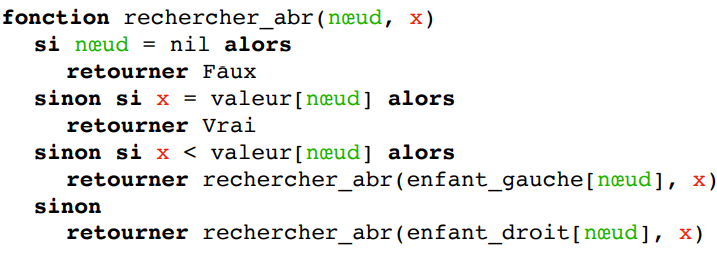 fonction rechercher_abr(nœud, x)
si nœud = nil alors
retourner Faux
sinon si x = valeur[nœud] alors
retourner Vrai
sinon si x < valeur[nœud] alors
retourner rechercher_abr(enfant_gauche[nœud], x)
sinon
retourner rechercher_abr(enfant_droit[nœud], x)